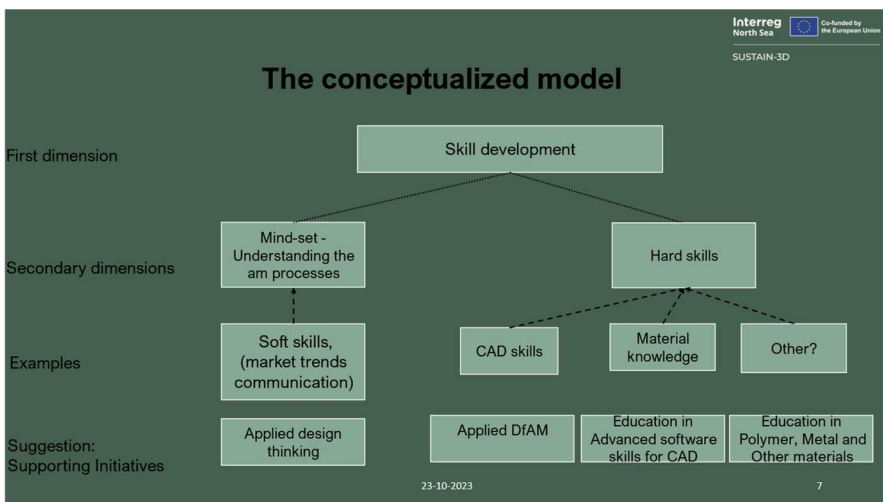 Interreg
North Sea
Co-funded by
the European Union
SUSTAIN-3D
The conceptualized model
First dimension
Skill development
Secondary dimensions
Mind-set -
Understanding the
am processes
Hard skills
Examples
Soft skills,
(market trends
communication)
CAD skills
Material
knowledge
Other?
Suggestion:
Supporting Initiatives
Applied design
thinking
Applied DfAM
Education in
Advanced software
skills for CAD
Education in
Polymer, Metal and
Other materials
23-10-2023
7